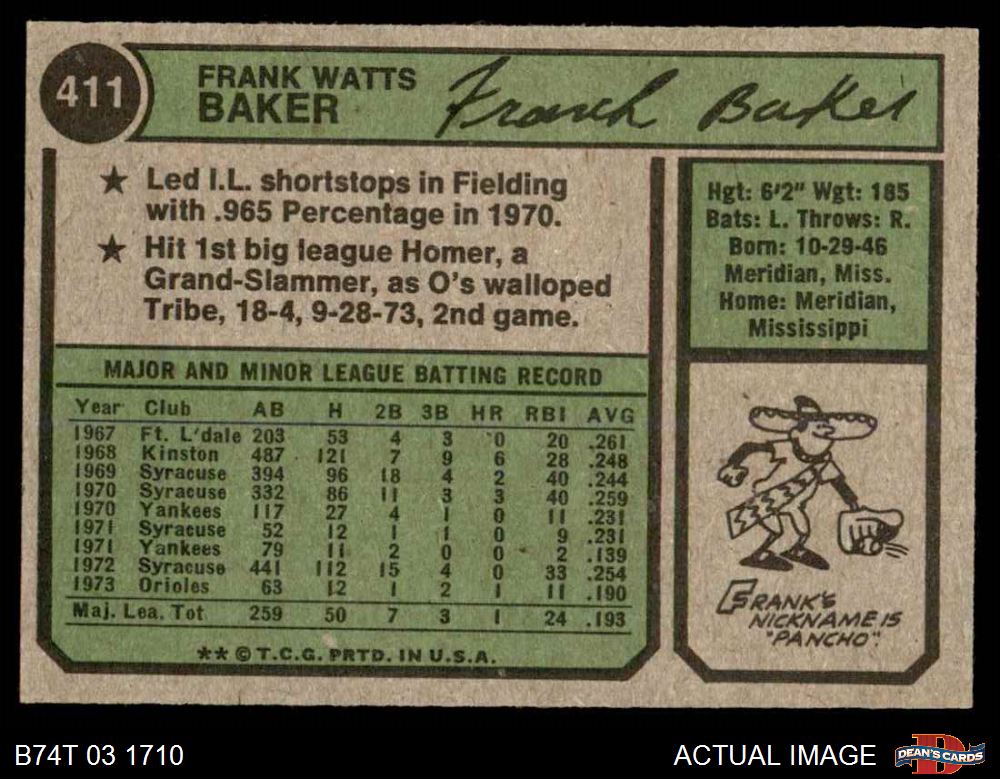 411
FRANK WATTS
BAKER
Frank Baker
★ Led I.L. shortstops in Fielding
with .965 Percentage in 1970.
★ Hit 1st big league Homer, a
Grand-Slammer, as O's walloped
Tribe, 18-4, 9-28-73, 2nd game.
Hgt: 6'2" Wgt: 185
Bats: L. Throws: R.
Born: 10-29-46
Meridian, Miss.
Home: Meridian,
Mississippi
MAJOR AND MINOR LEAGUE BATTING RECORD
Year Club AB H 2B 3B HR RBI AVG
1967 Ft. L'dale 203 53 4 3 0 20 .261
1968 Kinston 487 121 7 9 6 28 .248
1969 Syracuse 394 96 18 4 2 40 .244
1970 Syracuse 332 86 11 3 3 40 .259
1970 Yankees 117 27 4 1 0 11 .231
1971 Syracuse 52 12 1 1 0 9 .231
1971 Yankees 79 11 2 0 0 2 .139
1972 Syracuse 441 112 15 4 0 33 .254
1973 Orioles 63 12 1 2 1 11 .190
Maj. Lea. Tot 259 50 7 3 1 24 .193
** © T.C.G. PRTD. IN U.S.A.
FRANK'S
NICKNAME IS
"PANCHO".
B74T 03 1710
ACTUAL IMAGE
DEAN'S CARDS